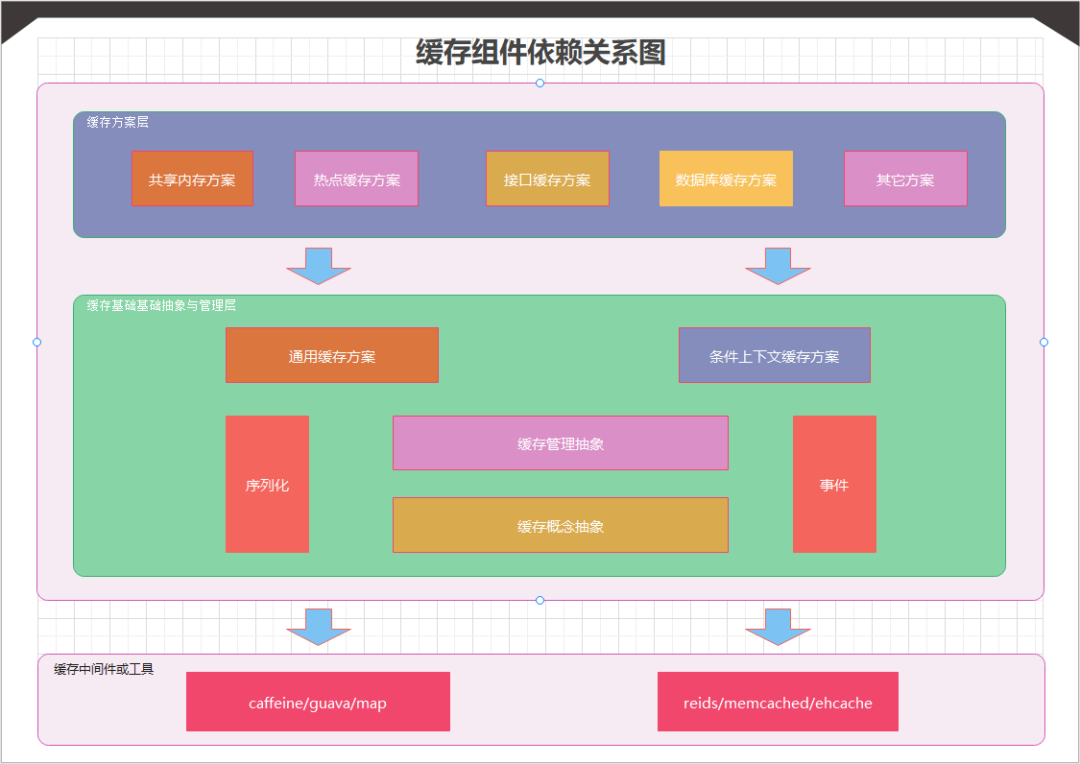 缓存组件依赖关系图
缓存方案层
共享内存方案
热点缓存方案
接口缓存方案
数据库缓存方案
其它方案
缓存基础基础抽象与管理层
通用缓存方案
条件上下文缓存方案
序列化
缓存管理抽象
事件
缓存概念抽象
缓存中间件或工具
caffeine/guava/map
reids/memcached/ehcache